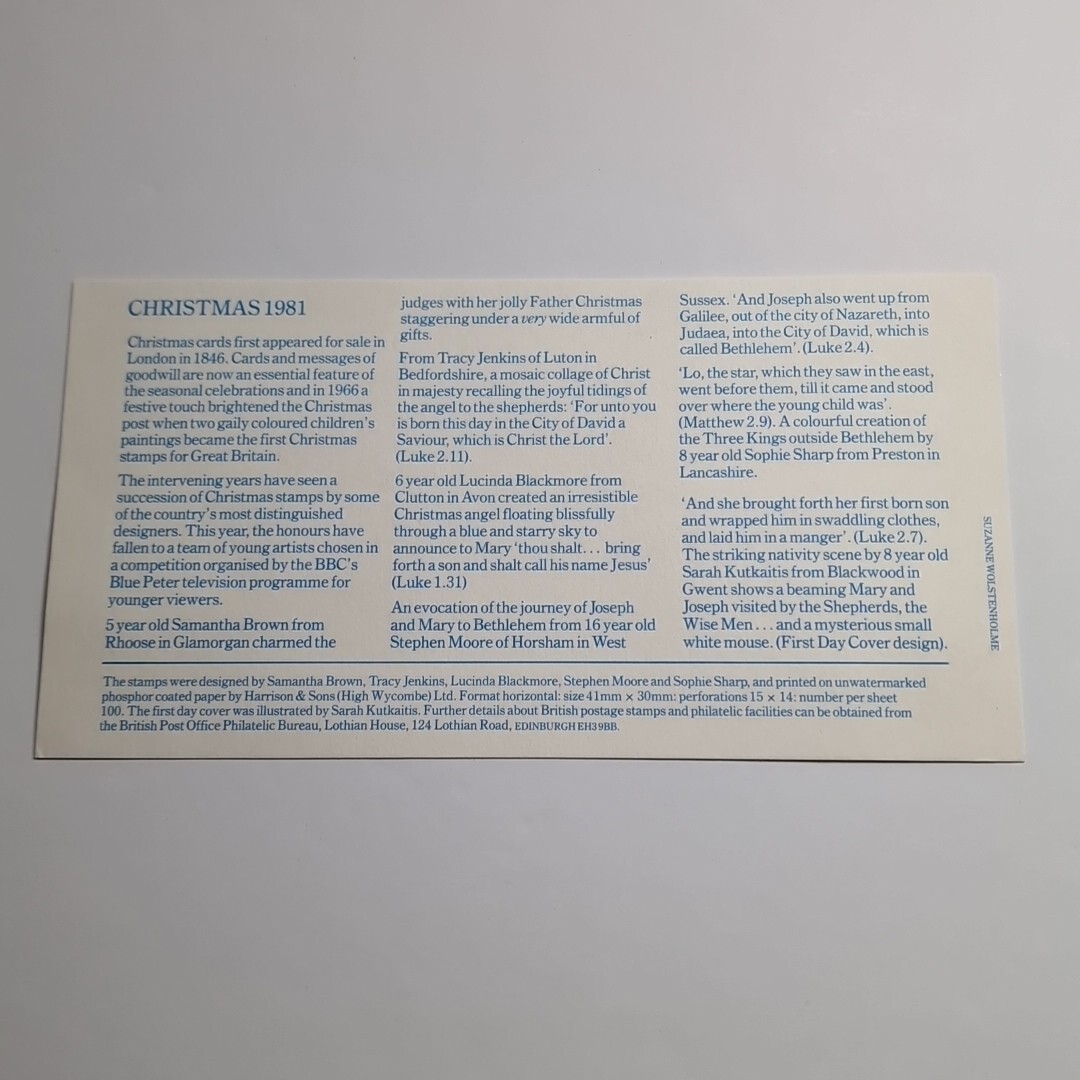 CHRISTMAS 1981
Christmas cards first appeared for sale in
London in 1846. Cards and messages of
goodwill are now an essential feature of
the seasonal celebrations and in 1966 a
festive touch brightened the Christmas
post when two gaily coloured children's
paintings became the first Christmas
stamps for Great Britain.
The intervening years have seen a
succession of Christmas stamps by some
of the country's most distinguished
designers. This year, the honours have
fallen to a team of young artists chosen in
a competition organised by the BBC's
Blue Peter television programme for
younger viewers.
5 year old Samantha Brown from
Rhoose in Glamorgan charmed the
judges with her jolly Father Christmas
staggering under a very wide armful of
gifts.
From Tracy Jenkins of Luton in
Bedfordshire, a mosaic collage of Christ
in majesty recalling the joyful tidings of
the angel to the shepherds: 'For unto you
is born this day in the City of David a
Saviour, which is Christ the Lord'.
(Luke 2.11).
6 year old Lucinda Blackmore from
Clutton in Avon created an irresistible
Christmas angel floating blissfully
through a blue and starry sky to
announce to Mary 'thou shalt... bring
forth a son and shalt call his name Jesus'
(Luke 1.31)
An evocation of the journey of Joseph
and Mary to Bethlehem from 16 year old
Stephen Moore of Horsham in West
Sussex. 'And Joseph also went up from
Galilee, out of the city of Nazareth, into
Judaea, into the City of David, which is
called Bethlehem'. (Luke 2.4).
'Lo, the star, which they saw in the east,
went before them, till it came and stood
over where the young child was'.
(Matthew 2.9). A colourful creation of
the Three Kings outside Bethlehem by
8 year old Sophie Sharp from Preston in
Lancashire.
'And she brought forth her first born son
and wrapped him in swaddling clothes,
and laid him in a manger'. (Luke 2.7).
The striking nativity scene by 8 year old
Sarah Kutkaitis from Blackwood in
Gwent shows a beaming Mary and
Joseph visited by the Shepherds, the
Wise Men... and a mysterious small
white mouse. (First Day Cover design).
SUZANNE WOLSTENHOLME
The stamps were designed by Samantha Brown, Tracy Jenkins, Lucinda Blackmore, Stephen Moore and Sophie Sharp, and printed on unwatermarked
phosphor coated paper by Harrison & Sons (High Wycombe) Ltd. Format horizontal: size 41mm × 30mm: perforations 15 × 14: number per sheet
100. The first day cover was illustrated by Sarah Kutkaitis. Further details about British postage stamps and philatelic facilities can be obtained from
the British Post Office Philatelic Bureau, Lothian House, 124 Lothian Road, EDINBURGH EH3 9BB.